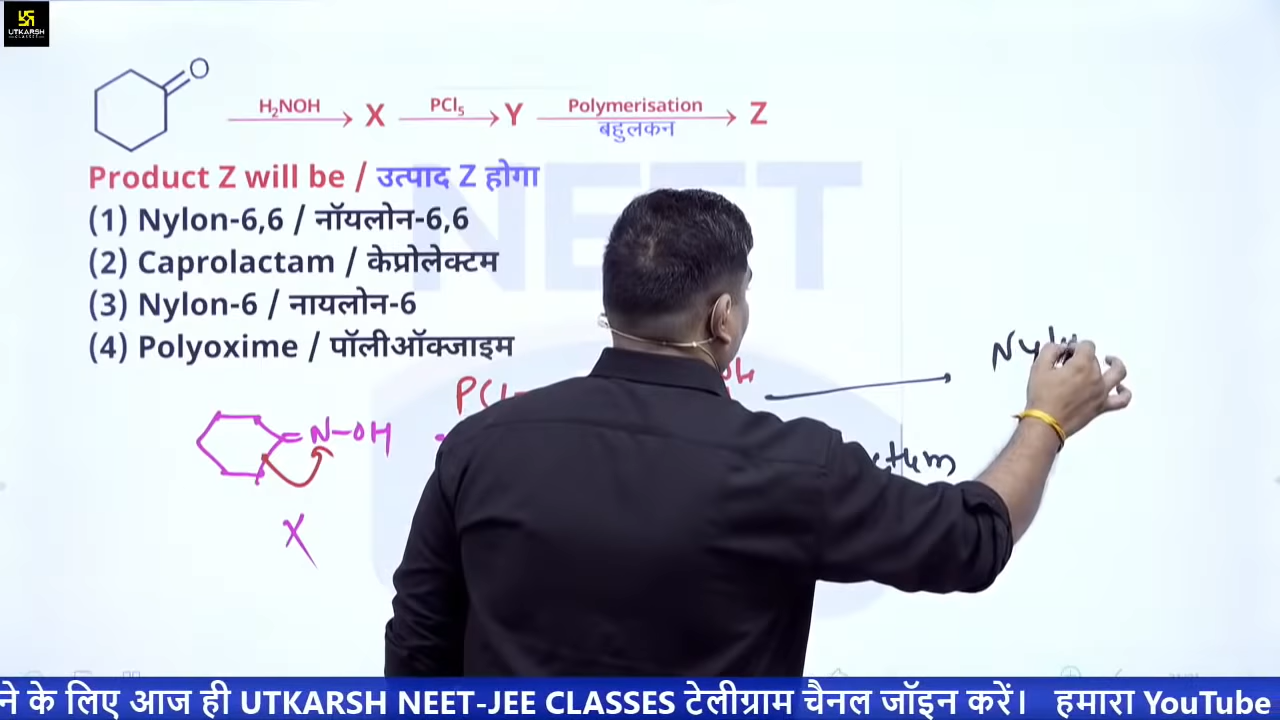 UTKARSH
CLASSES
O
H₂NOH X PCl₅ Y Polymerisation Z
बहुलकन
Product Z will be / उत्पाद Z होगा
NEET
(1) Nylon-6,6 / नॉयलोन-6,6
(2) Caprolactam / केप्रोलेक्टम
(3) Nylon-6 / नायलोन-6
(4) Polyoxime / पॉलीऑक्जाइम
N-OH
X
ने के लिए आज ही UTKARSH NEET-JEE CLASSES टेलीग्राम चैनल जॉइन करें। हमारा YouTube